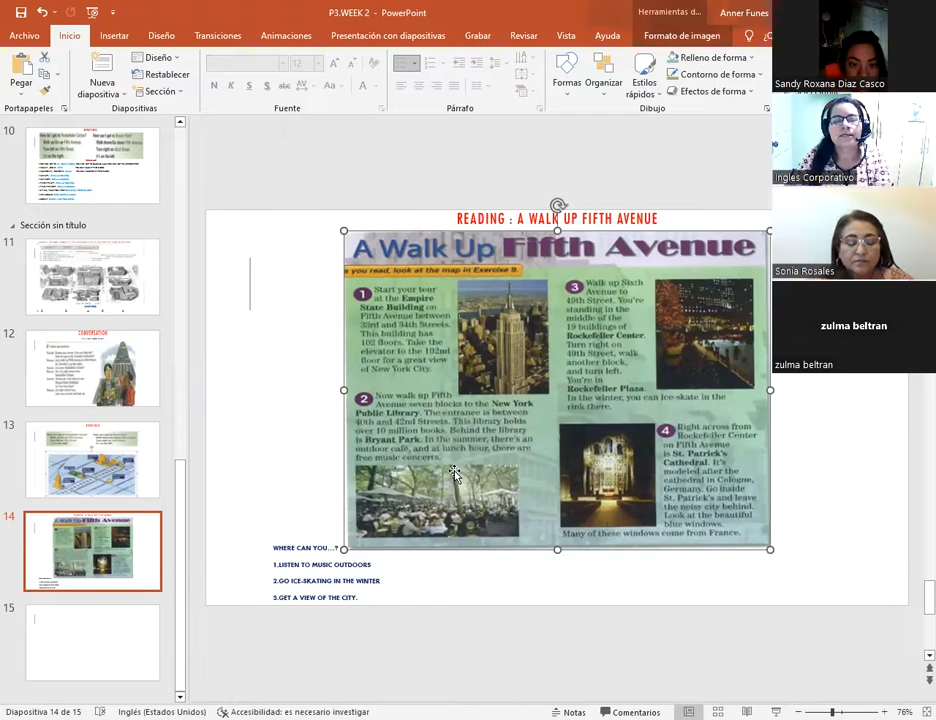 P3.WEEK 2 - PowerPoint
Herramientas d...
Anner Funes
Archivo Inicio Insertar Diseño Transiciones Animaciones Presentación con diapositivas Grabar Revisar Vista Ayuda Formato de imagen
Pegar
Nueva
diapositiva
Diseño
Restablecer
Sección
12
N K S S abc AV Aa A
Formas Organizar Estilos
rápidos
Relleno de forma
Contorno de forma
Efectos de forma
Portapapeles Diapositivas Fuente Párrafo Dibujo
Sandy Roxana Diaz Casco
Ingles Corporativo
Sonia Rosales
zulma beltran
zulma beltran
10
Sección sin título
11
12
CONVERSATION
13
14
15
READING : A WALK UP FIFTH AVENUE
A Walk Up Fifth Avenue
s you read, look at the map in Exercise 9.
1 Start your tour
at the Empire
State Building on
Fifth Avenue between
33rd and 34th Streets.
This building has
102 floors. Take the
elevator to the 102nd
floor for a great view
of New York City.
2 Now walk up Fifth
Avenue seven blocks to the New York
Public Library. The entrance is between
40th and 42nd Streets. This library holds
over 10 million books. Behind the library
is Bryant Park. In the summer, there's an
outdoor café, and at lunch hour, there are
free music concerts.
3 Walk up Sixth
Avenue to
49th Street. You're
standing in the
middle of the
19 buildings of
Rockefeller Center.
Turn right on
49th Street, walk
another block,
and turn left.
You're in
Rockefeller Plaza.
In the winter, you can ice-skate in the
rink there.
4 Right across from
Rockefeller Center
on Fifth Avenue
is St. Patrick's
Cathedral. It's
modeled after the
cathedral in Cologne,
Germany. Go inside
St. Patrick's and leave
the noisy city behind.
Look at the beautiful
blue windows.
Many of these windows come from France.
WHERE CAN YOU...?
1.LISTEN TO MUSIC OUTDOORS
2.GO ICE-SKATING IN THE WINTER
3.GET A VIEW OF THE CITY.
Diapositiva 14 de 15 Inglés (Estados Unidos) Accesibilidad: es necesario investigar Notas Comentarios 76%